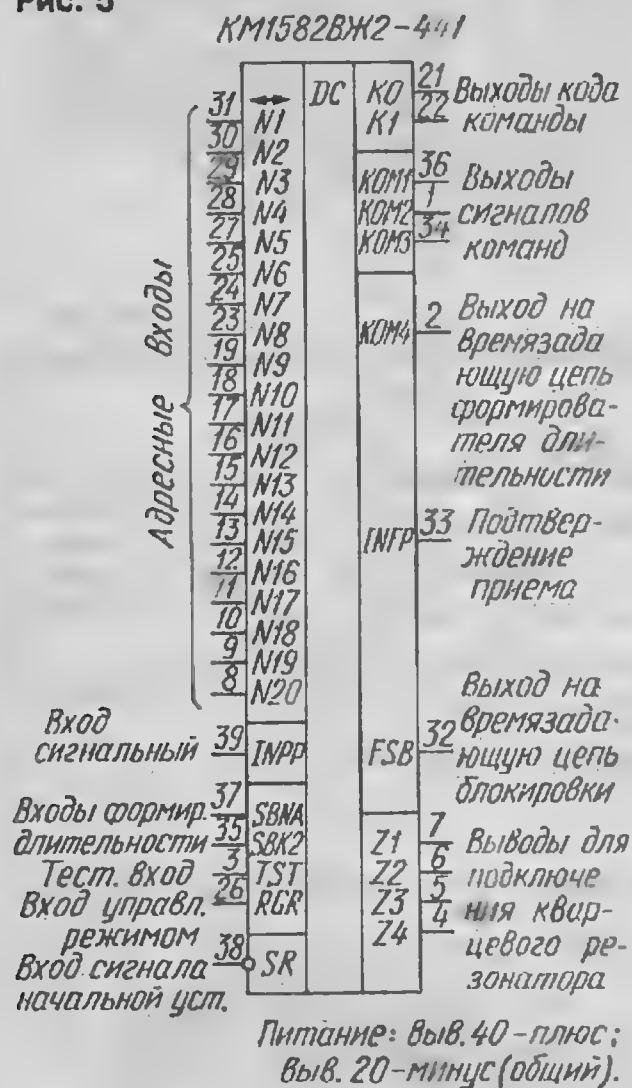 Рис. 5
КМ1582ВЖ2-441
DC
Адресные входы
31 N1
30 N2
29 N3
28 N4
27 N5
25 N6
24 N7
23 N8
19 N9
18 N10
17 N11
16 N12
15 N13
14 N14
13 N15
12 N16
11 N17
10 N18
9 N19
8 N20
Вход
сигнальный
39 INPP
Входы формир.
длительности
37 SBNA
35 SBK2
Тест. вход
3 TST
Вход управл.
режимом
26 RGR
Вход сигнала
начальной уст.
38 SR
K0 21
K1 22
Выходы кода
команды
KOM1 36
KOM2 1
KOM3 34
Выходы
сигналов
команд
KOM4 2
Выход на
времязада
ющую цепь
формирова-
теля дли-
тельности
INFP 33
Подтвер-
ждение
приема
FSB 32
Выход на
времязада-
ющую цепь
блокировки
Z1 7
Z2 6
Z3 5
Z4 4
Выводы для
подключе
ния квар-
цевого ре-
зонатора
Питание: выв. 40-плюс;
выв. 20-минус (общий).